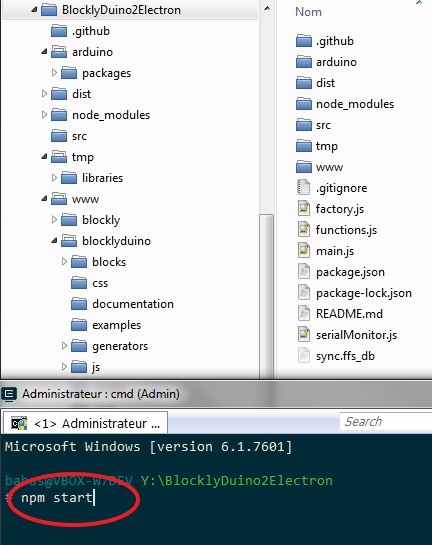 BlocklyDuino2Electron
.github
arduino
packages
dist
node_modules
src
tmp
libraries
www
blockly
blocklyduino
blocks
css
documentation
examples
generators
js
Nom
.github
arduino
dist
node_modules
src
tmp
www
.gitignore
factory.js
functions.js
main.js
package.json
package-lock.json
README.md
serialMonitor.js
sync.ffs_db
Administrateur : cmd (Admin)
<1> Administrateur ...
Search
Microsoft Windows [version 6.1.7601]
babas@VBOX-W7DEV Y:\BlocklyDuino2Electron
# npm start